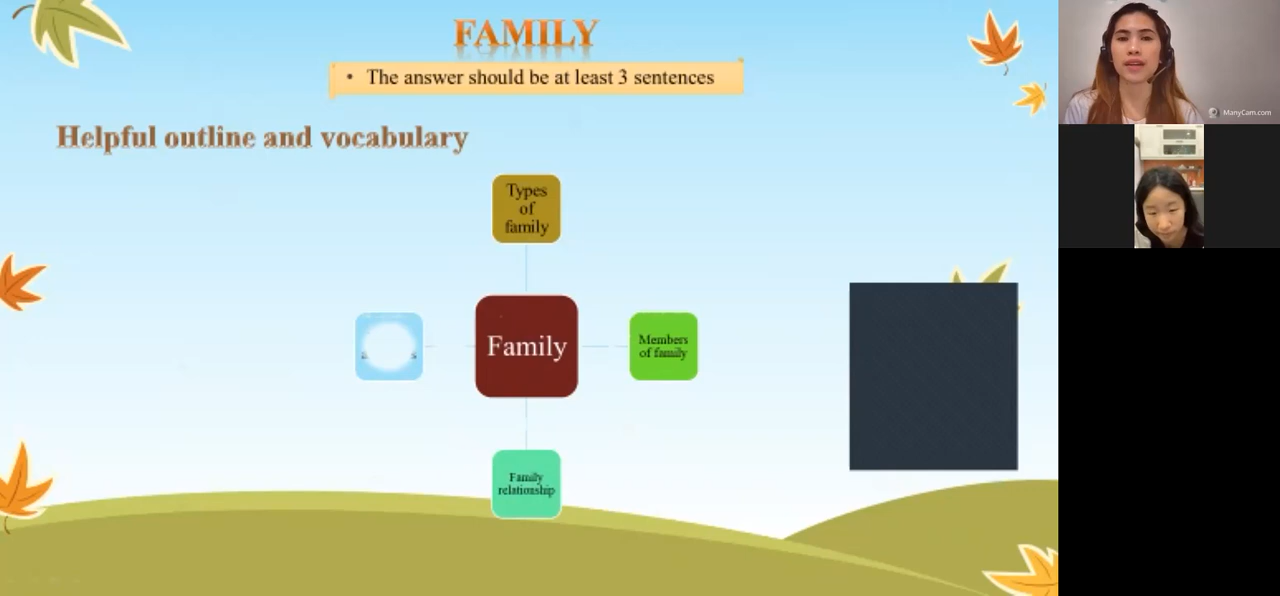 FAMILY
• The answer should be at least 3 sentences
Helpful outline and vocabulary
Types
of
family
Family
Members
of family
Family
relationship
ManyCam.com